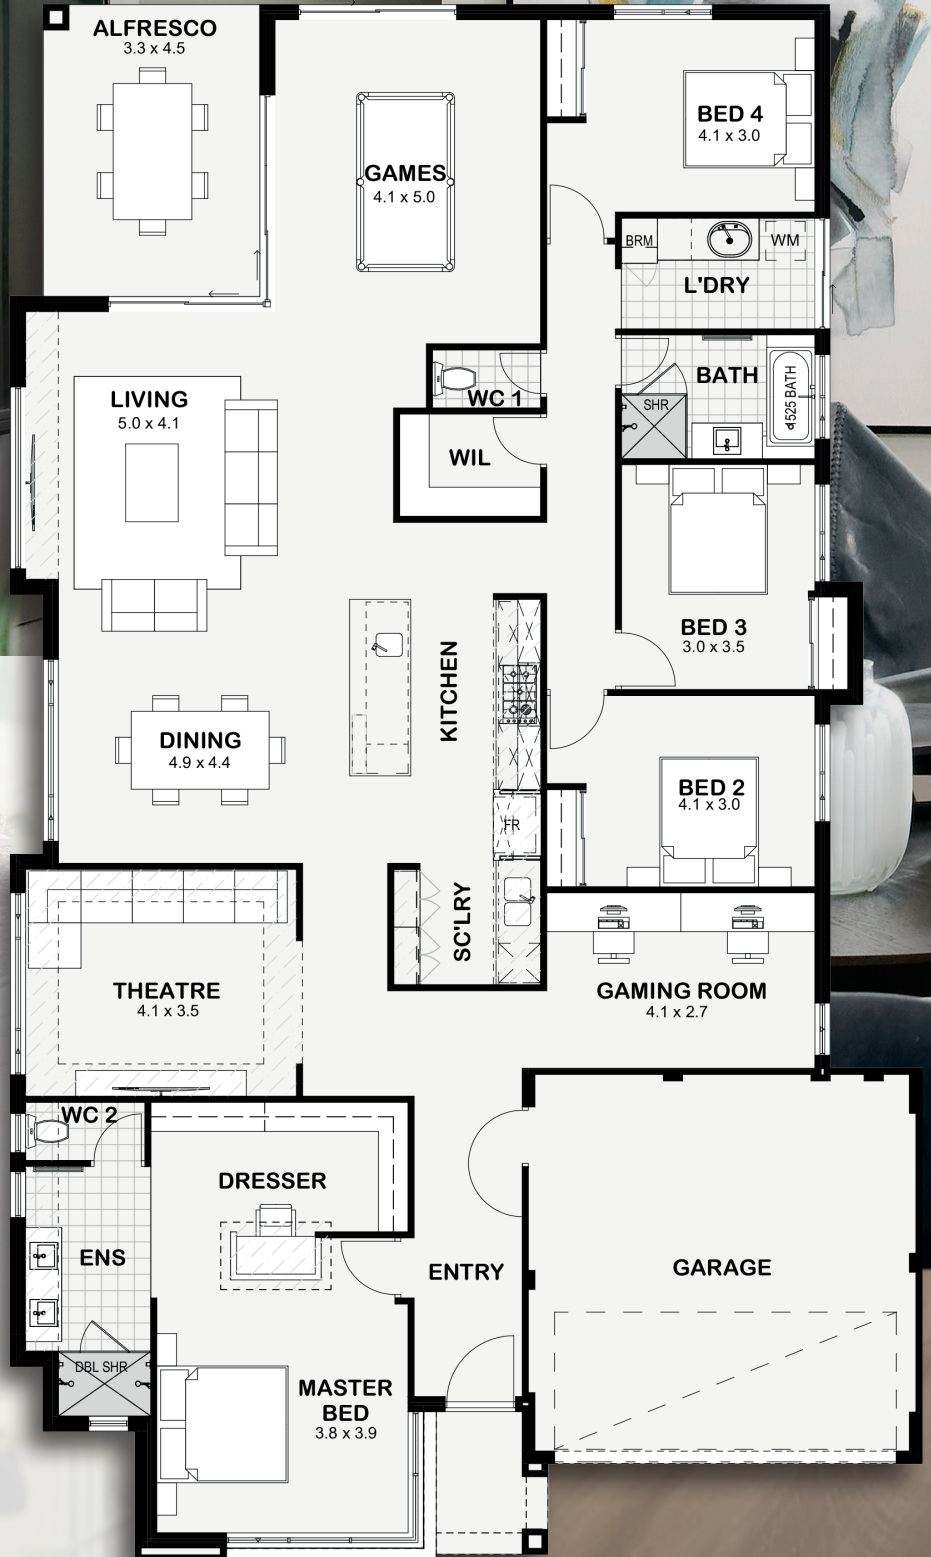 ALFRESCO
3.3 x 4.5
GAMES
4.1 x 5.0
BED 4
4.1 x 3.0
BRM
WM
L'DRY
BATH
1525 BATH
SHR
WC 1
WIL
LIVING
5.0 x 4.1
BED 3
3.0 x 3.5
KITCHEN
DINING
4.9 x 4.4
BED 2
4.1 x 3.0
FR
SC'LRY
THEATRE
4.1 x 3.5
GAMING ROOM
4.1 x 2.7
WC 2
DRESSER
ENS
ENTRY
GARAGE
DBL SHR
MASTER
BED
3.8 x 3.9